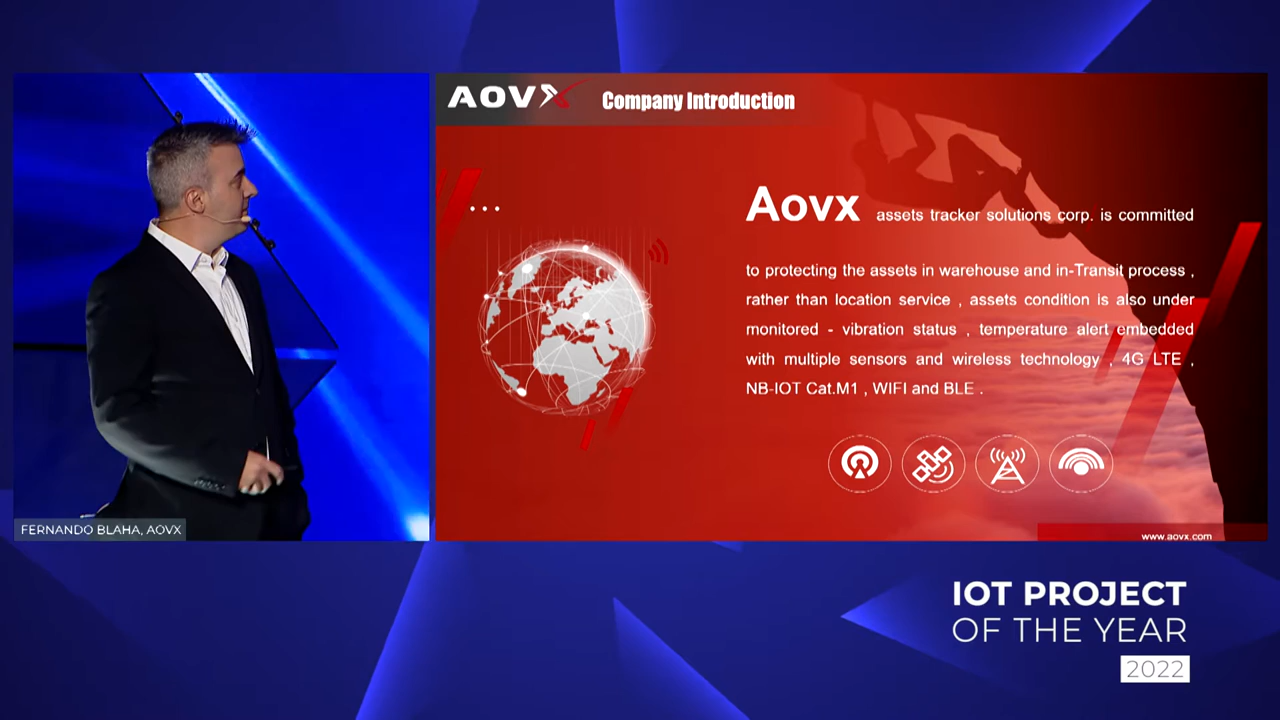 AOVX
Company Introduction
Aovx assets tracker solutions corp. is committed
to protecting the assets in warehouse and in-Transit process ,
rather than location service , assets condition is also under
monitored - vibration status , temperature alert embedded
with multiple sensors and wireless technology , 4G LTE ,
NB-IOT Cat.M1 , WIFI and BLE .
www.aovx.com
FERNANDO BLAHA, AOVX
IOT PROJECT
OF THE YEAR
2022